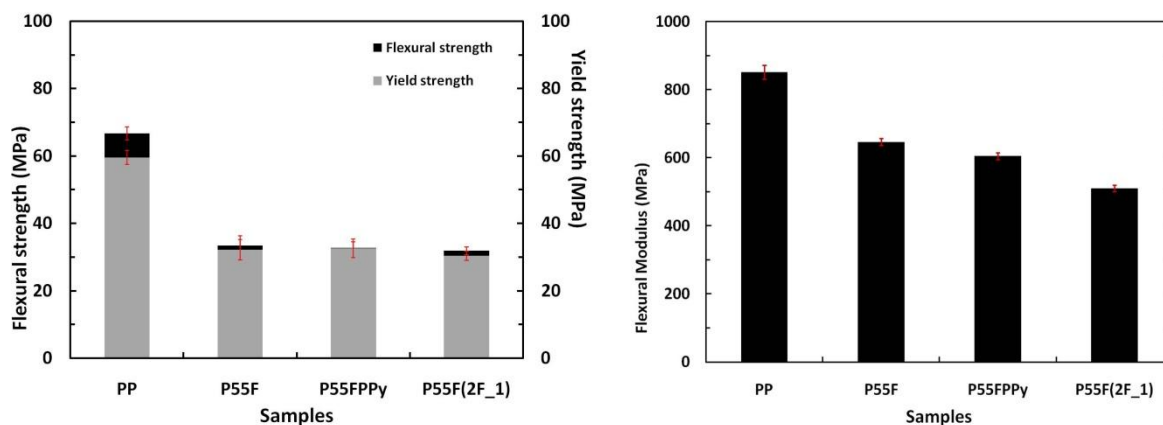 100
80
60
40
20
0
Flexural strength (MPa)
Flexural strength
Yield strength
100
80
60
40
20
0
Yield strength (MPa)
PP P55F P55FPPy P55F(2F_1)
Samples
1000
800
600
400
200
0
Flexural Modulus (MPa)
PP P55F P55FPPy P55F(2F_1)
Samples